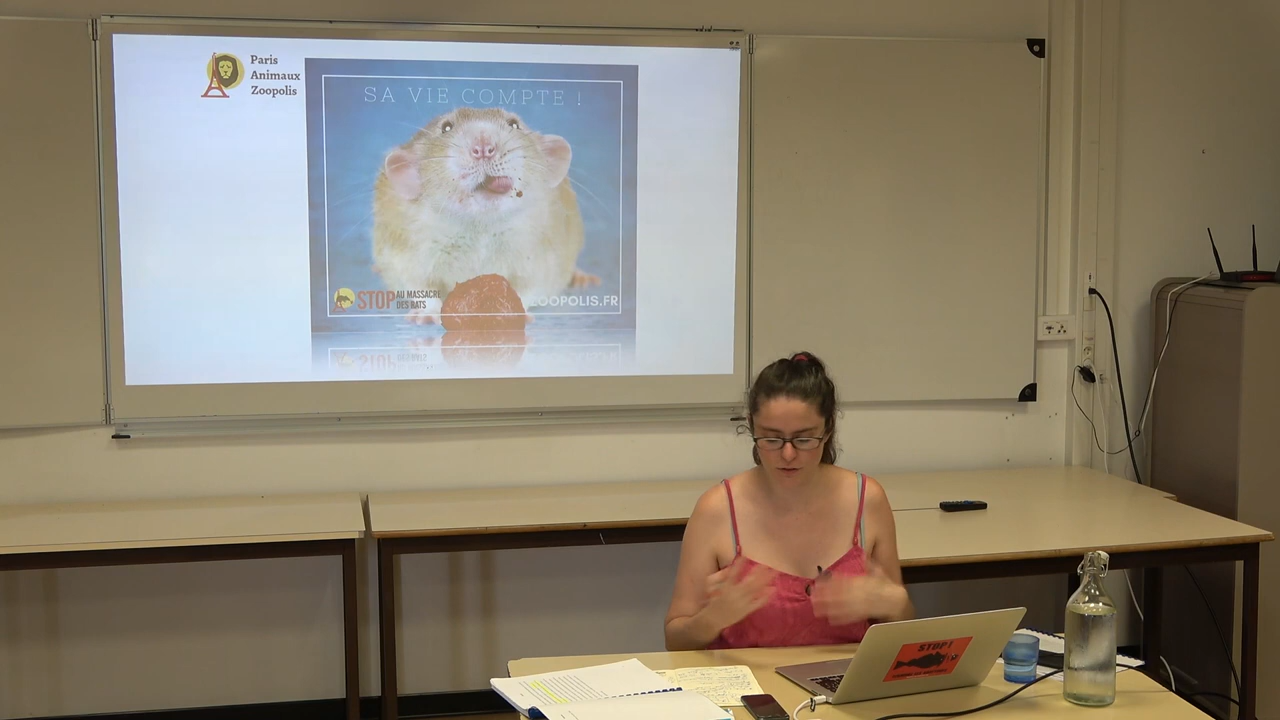 Paris
Animaux
Zoopolis
SA VIE COMPTE !
STOP AU MASSACRE
DES RATS
ZOOPOLIS.FR
STOP!